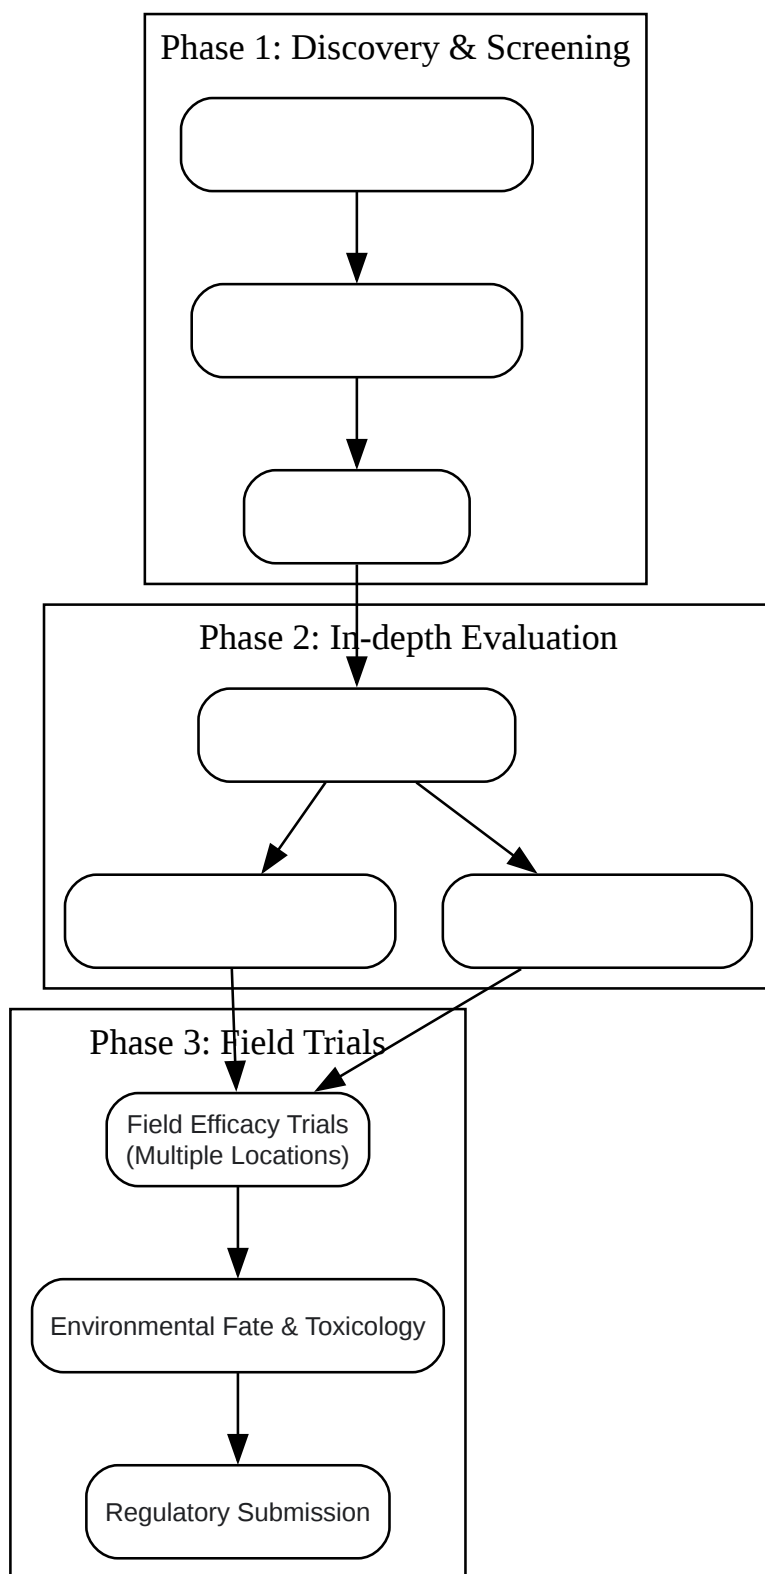 Phase 1: Discovery & Screening
Phase 2: In-depth Evaluation
Phase 3: Field Trials
Field Efficacy Trials
(Multiple Locations)
Environmental Fate & Toxicology
Regulatory Submission